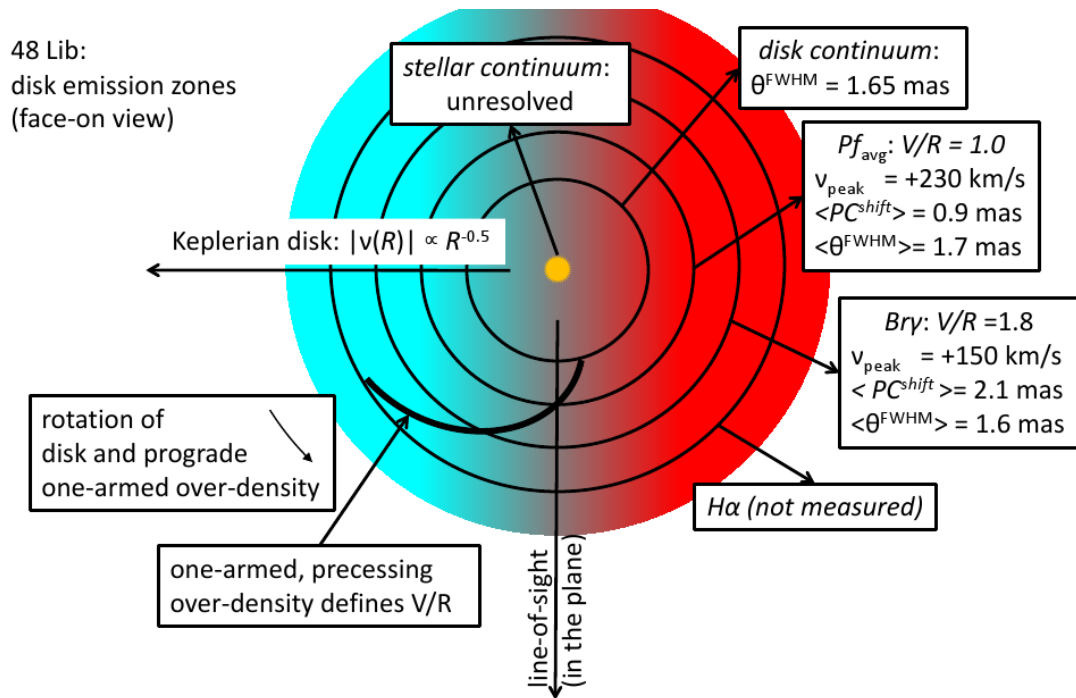 48 Lib:
disk emission zones
(face-on view)
stellar continuum:
unresolved
disk continuum:
θ^FWHM = 1.65 mas
Pf_avg: V/R = 1.0
ν_peak = +230 km/s
<PC^shift> = 0.9 mas
<θ^FWHM>= 1.7 mas
Keplerian disk: |ν(R)| ∝ R^-0.5
Brγ: V/R =1.8
ν_peak = +150 km/s
< PC^shift >= 2.1 mas
<θ^FWHM> = 1.6 mas
rotation of
disk and prograde
one-armed over-density
Hα (not measured)
one-armed, precessing
over-density defines V/R
line-of-sight
(in the plane)